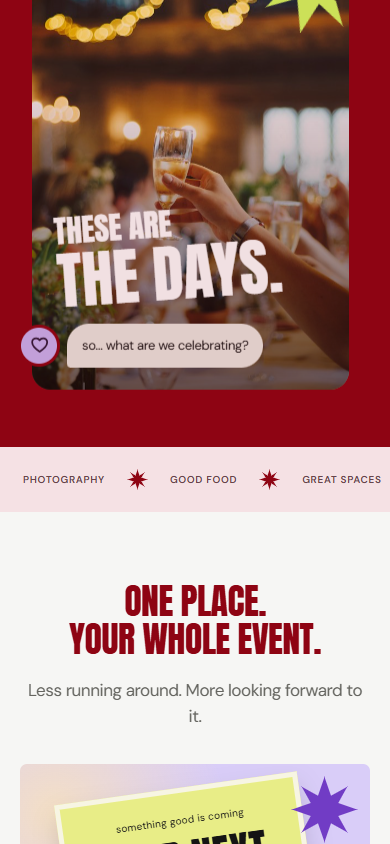 THESE ARE
THE DAYS.
so... what are we celebrating?
PHOTOGRAPHY
GOOD FOOD
GREAT SPACES
ONE PLACE.
YOUR WHOLE EVENT.
Less running around. More looking forward to
it.
something good is coming
NEXT